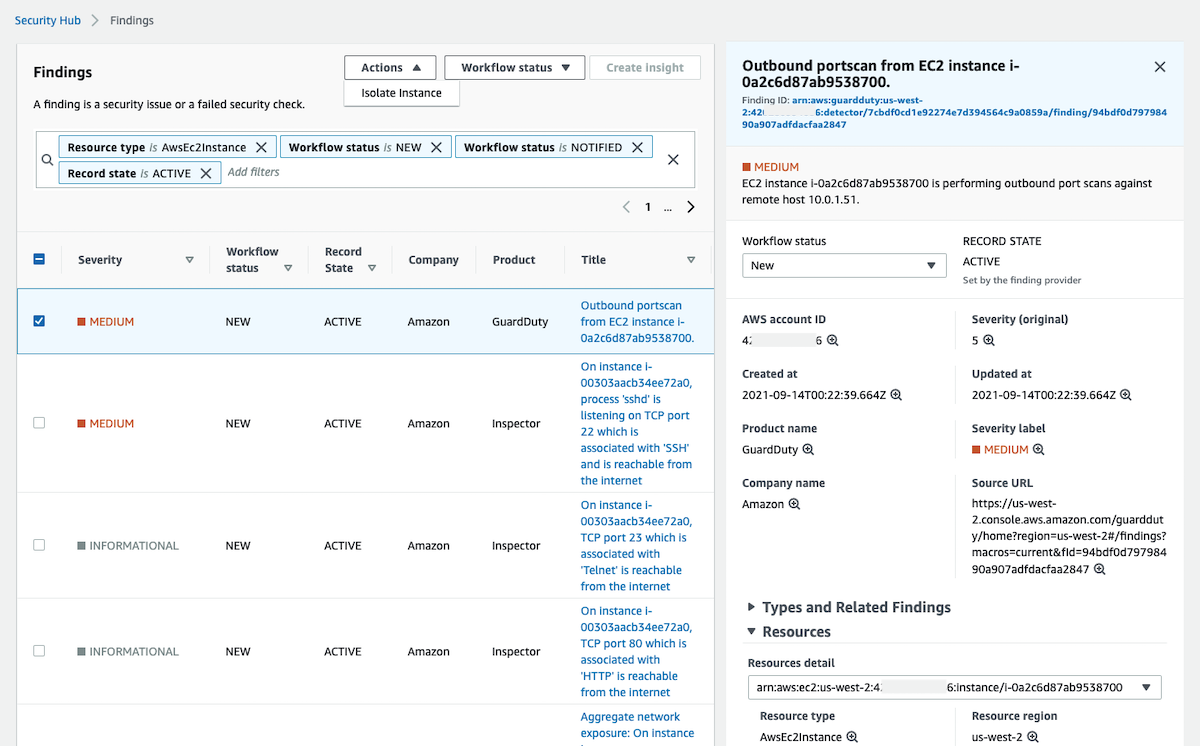 Security Hub > Findings
Findings
Actions
Workflow status
Create insight
Isolate Instance
A finding is a security issue or a failed security check.
Resource type is AwsEc2Instance
Workflow status is NEW
Workflow status is NOTIFIED
Record state is ACTIVE
Add filters
1 ...
Severity
Workflow
status
Record
State
Company
Product
Title
MEDIUM
NEW
ACTIVE
Amazon
GuardDuty
Outbound portscan
from EC2 instance i-
0a2c6d87ab9538700.
MEDIUM
NEW
ACTIVE
Amazon
Inspector
On instance i-
00303aacb34ee72a0,
process 'sshd' is
listening on TCP port
22 which is
associated with 'SSH'
and is reachable from
the internet
INFORMATIONAL
NEW
ACTIVE
Amazon
Inspector
On instance i-
00303aacb34ee72a0,
TCP port 23 which is
associated with
'Telnet' is reachable
from the internet
INFORMATIONAL
NEW
ACTIVE
Amazon
Inspector
On instance i-
00303aacb34ee72a0,
TCP port 80 which is
associated with
'HTTP' is reachable
from the internet
Aggregate network
exposure: On instance
Outbound portscan from EC2 instance i-
0a2c6d87ab9538700.
Finding ID: arn:aws:guardduty:us-west-
2:42 6:detector/7cbdf0cd1e92274e7d394564c9a0859a/finding/94bdf0d797984
90a907adfdacfaa2847
MEDIUM
EC2 instance i-0a2c6d87ab9538700 is performing outbound port scans against
remote host 10.0.1.51.
Workflow status
New
RECORD STATE
ACTIVE
Set by the finding provider
AWS account ID
42 6
Severity (original)
5
Created at
2021-09-14T00:22:39.664Z
Updated at
2021-09-14T00:22:39.664Z
Product name
GuardDuty
Severity label
MEDIUM
Company name
Amazon
Source URL
https://us-west-
2.console.aws.amazon.com/guarddut
y/home?region=us-west-2#/findings?
macros=current&fId=94bdf0d797984
90a907adfdacfaa2847
Types and Related Findings
Resources
Resources detail
arn:aws:ec2:us-west-2:42 6:instance/i-0a2c6d87ab9538700
Resource type
AwsEc2Instance
Resource region
us-west-2